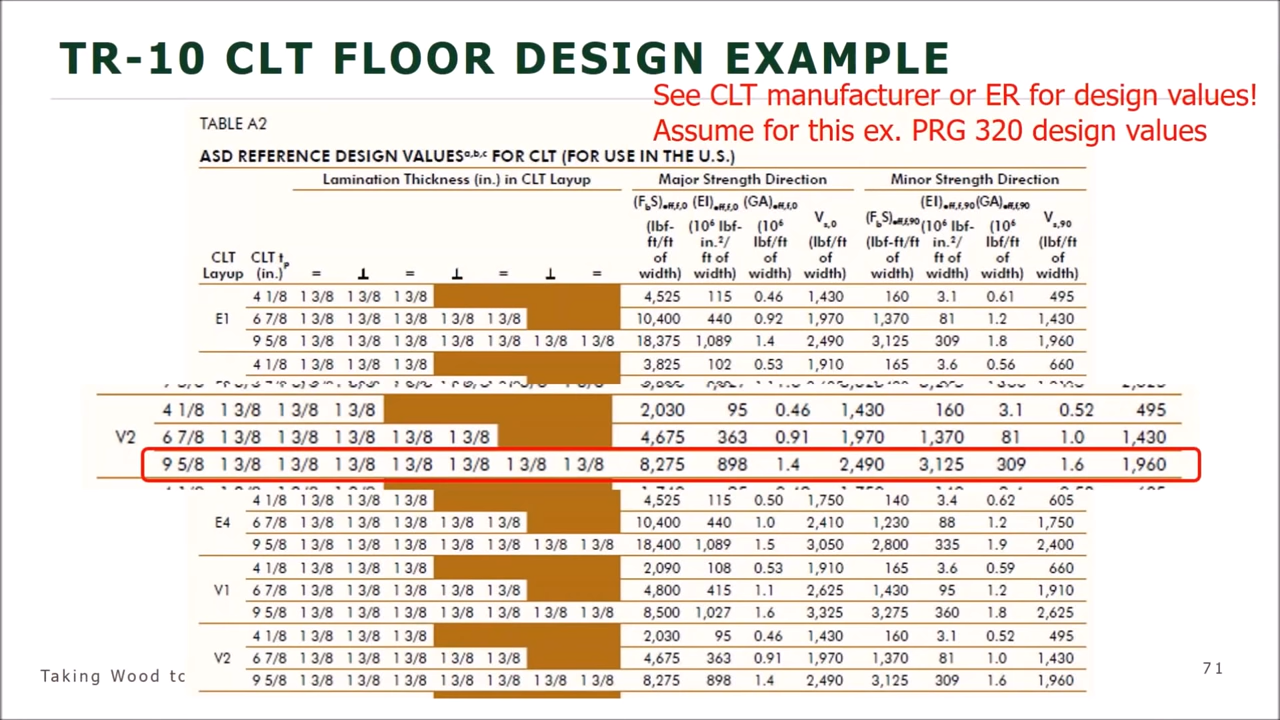 TR-10 CLT FLOOR DESIGN EXAMPLE
See CLT manufacturer or ER for design values!
Assume for this ex. PRG 320 design values
TABLE A2
ASD REFERENCE DESIGN VALUESa,b,c FOR CLT (FOR USE IN THE U.S.)
Lamination Thickness (in.) in CLT Layup Major Strength Direction Minor Strength Direction
CLT Layup CLT tp (in.) = ⊥ = ⊥ = ⊥ = (FbS)eff,f,0 (lbf-ft/ft of width) (EI)eff,f,0 (10⁶ lbf-in.²/ft of width) (GA)eff,f,0 (10⁶ lbf/ft of width) Vs,0 (lbf/ft of width) (FbS)eff,f,90 (lbf-ft/ft of width) (EI)eff,f,90 (10⁶ lbf-in.²/ft of width) (GA)eff,f,90 (10⁶ lbf/ft of width) Vs,90 (lbf/ft of width)
4 1/8 1 3/8 1 3/8 1 3/8 4,525 115 0.46 1,430 160 3.1 0.61 495
E1 6 7/8 1 3/8 1 3/8 1 3/8 1 3/8 1 3/8 10,400 440 0.92 1,970 1,370 81 1.2 1,430
9 5/8 1 3/8 1 3/8 1 3/8 1 3/8 1 3/8 1 3/8 1 3/8 18,375 1,089 1.4 2,490 3,125 309 1.8 1,960
4 1/8 1 3/8 1 3/8 1 3/8 3,825 102 0.53 1,910 165 3.6 0.56 660
4 1/8 1 3/8 1 3/8 1 3/8 2,030 95 0.46 1,430 160 3.1 0.52 495
V2 6 7/8 1 3/8 1 3/8 1 3/8 1 3/8 1 3/8 4,675 363 0.91 1,970 1,370 81 1.0 1,430
9 5/8 1 3/8 1 3/8 1 3/8 1 3/8 1 3/8 1 3/8 1 3/8 8,275 898 1.4 2,490 3,125 309 1.6 1,960
4 1/8 1 3/8 1 3/8 1 3/8 4,525 115 0.50 1,750 140 3.4 0.62 605
E4 6 7/8 1 3/8 1 3/8 1 3/8 1 3/8 1 3/8 10,400 440 1.0 2,410 1,230 88 1.2 1,750
9 5/8 1 3/8 1 3/8 1 3/8 1 3/8 1 3/8 1 3/8 1 3/8 18,400 1,089 1.5 3,050 2,800 335 1.9 2,400
4 1/8 1 3/8 1 3/8 1 3/8 2,090 108 0.53 1,910 165 3.6 0.59 660
V1 6 7/8 1 3/8 1 3/8 1 3/8 1 3/8 1 3/8 4,800 415 1.1 2,625 1,430 95 1.2 1,910
9 5/8 1 3/8 1 3/8 1 3/8 1 3/8 1 3/8 1 3/8 1 3/8 8,500 1,027 1.6 3,325 3,275 360 1.8 2,625
4 1/8 1 3/8 1 3/8 1 3/8 2,030 95 0.46 1,430 160 3.1 0.52 495
V2 6 7/8 1 3/8 1 3/8 1 3/8 1 3/8 1 3/8 4,675 363 0.91 1,970 1,370 81 1.0 1,430
9 5/8 1 3/8 1 3/8 1 3/8 1 3/8 1 3/8 1 3/8 1 3/8 8,275 898 1.4 2,490 3,125 309 1.6 1,960
Taking Wood to
71